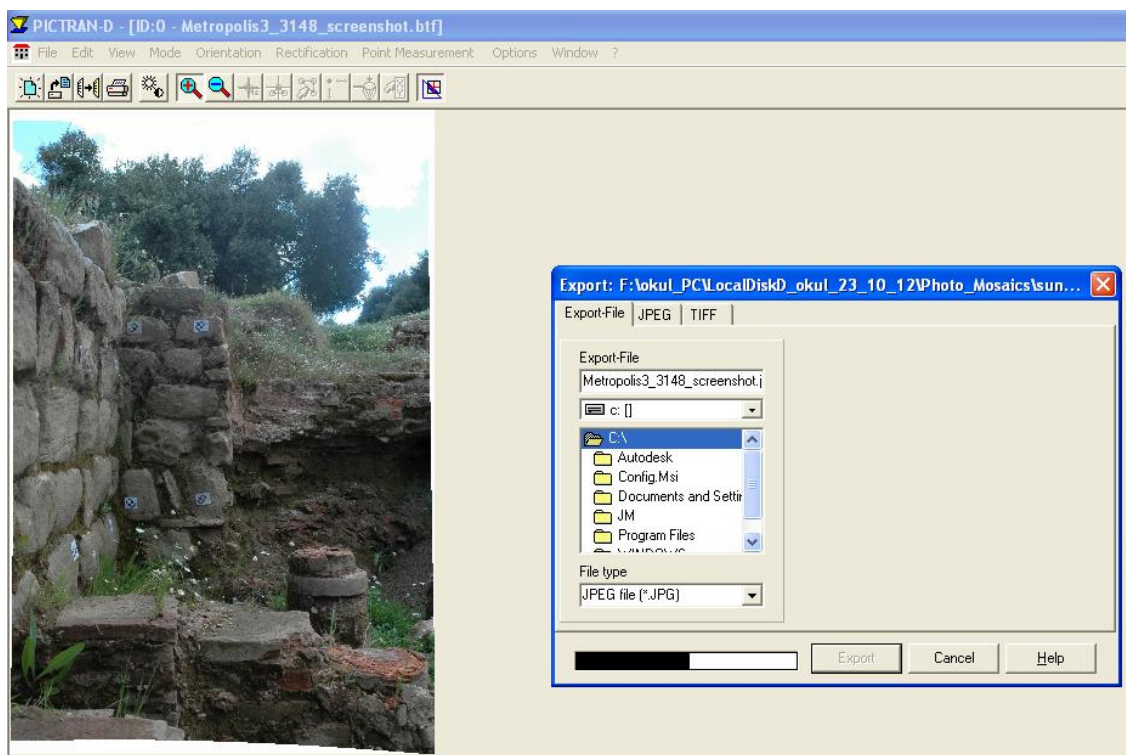 PICTRAN-D - [ID:0 - Metropolis3_3148_screenshot.btf]
File Edit View Mode Orientation Rectification Point Measurement Options Window ?
Export: F:\okul_PC\LocalDiskD_okul_23_10_12\Photo_Mosaics\sun...
Export-File JPEG TIFF
Export-File
Metropolis3_3148_screenshot.j
c: []
C:\
Autodesk
Config.Msi
Documents and Settin
JM
Program Files
File type
JPEG file (*.JPG)
Export Cancel Help